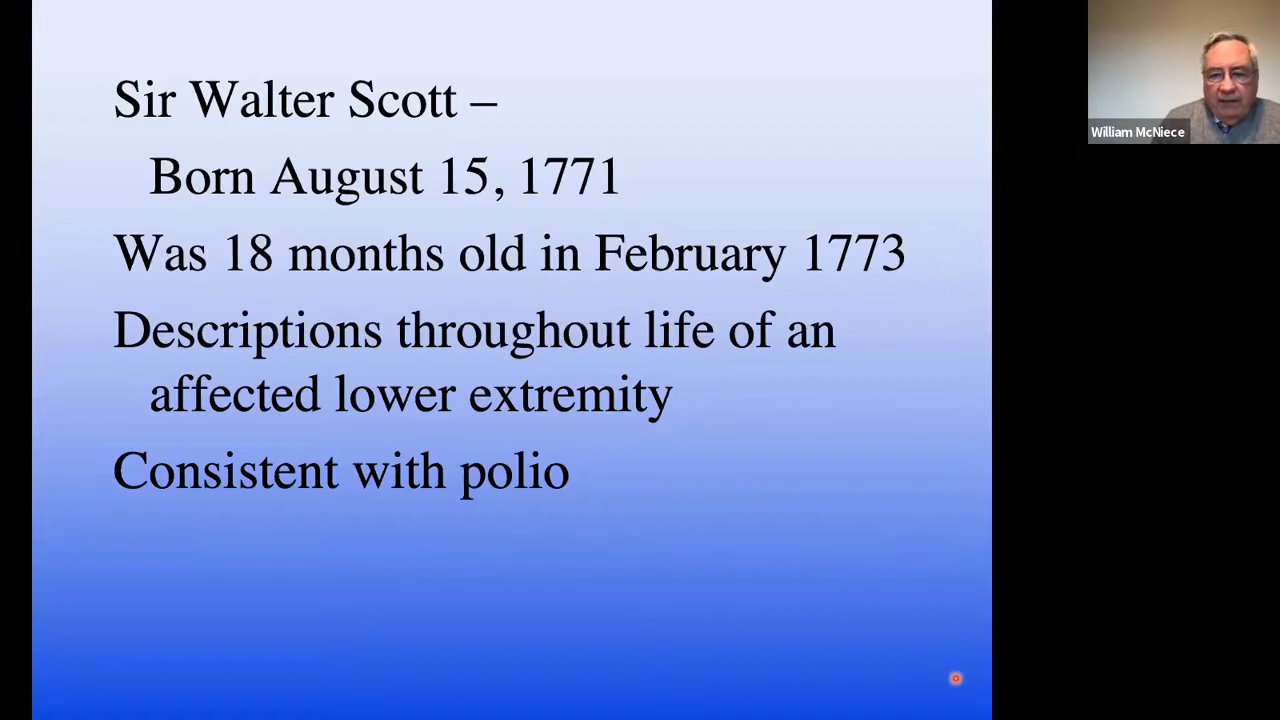 Sir Walter Scott –
Born August 15, 1771
Was 18 months old in February 1773
Descriptions throughout life of an
affected lower extremity
Consistent with polio
William McNiece